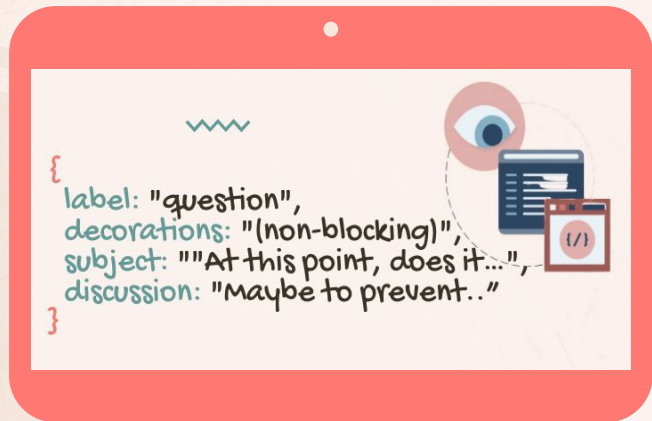 {
label: "question",
decorations: "(non-blocking)",
subject: ""At this point, does it...",
discussion: "Maybe to prevent.."
}
{/}